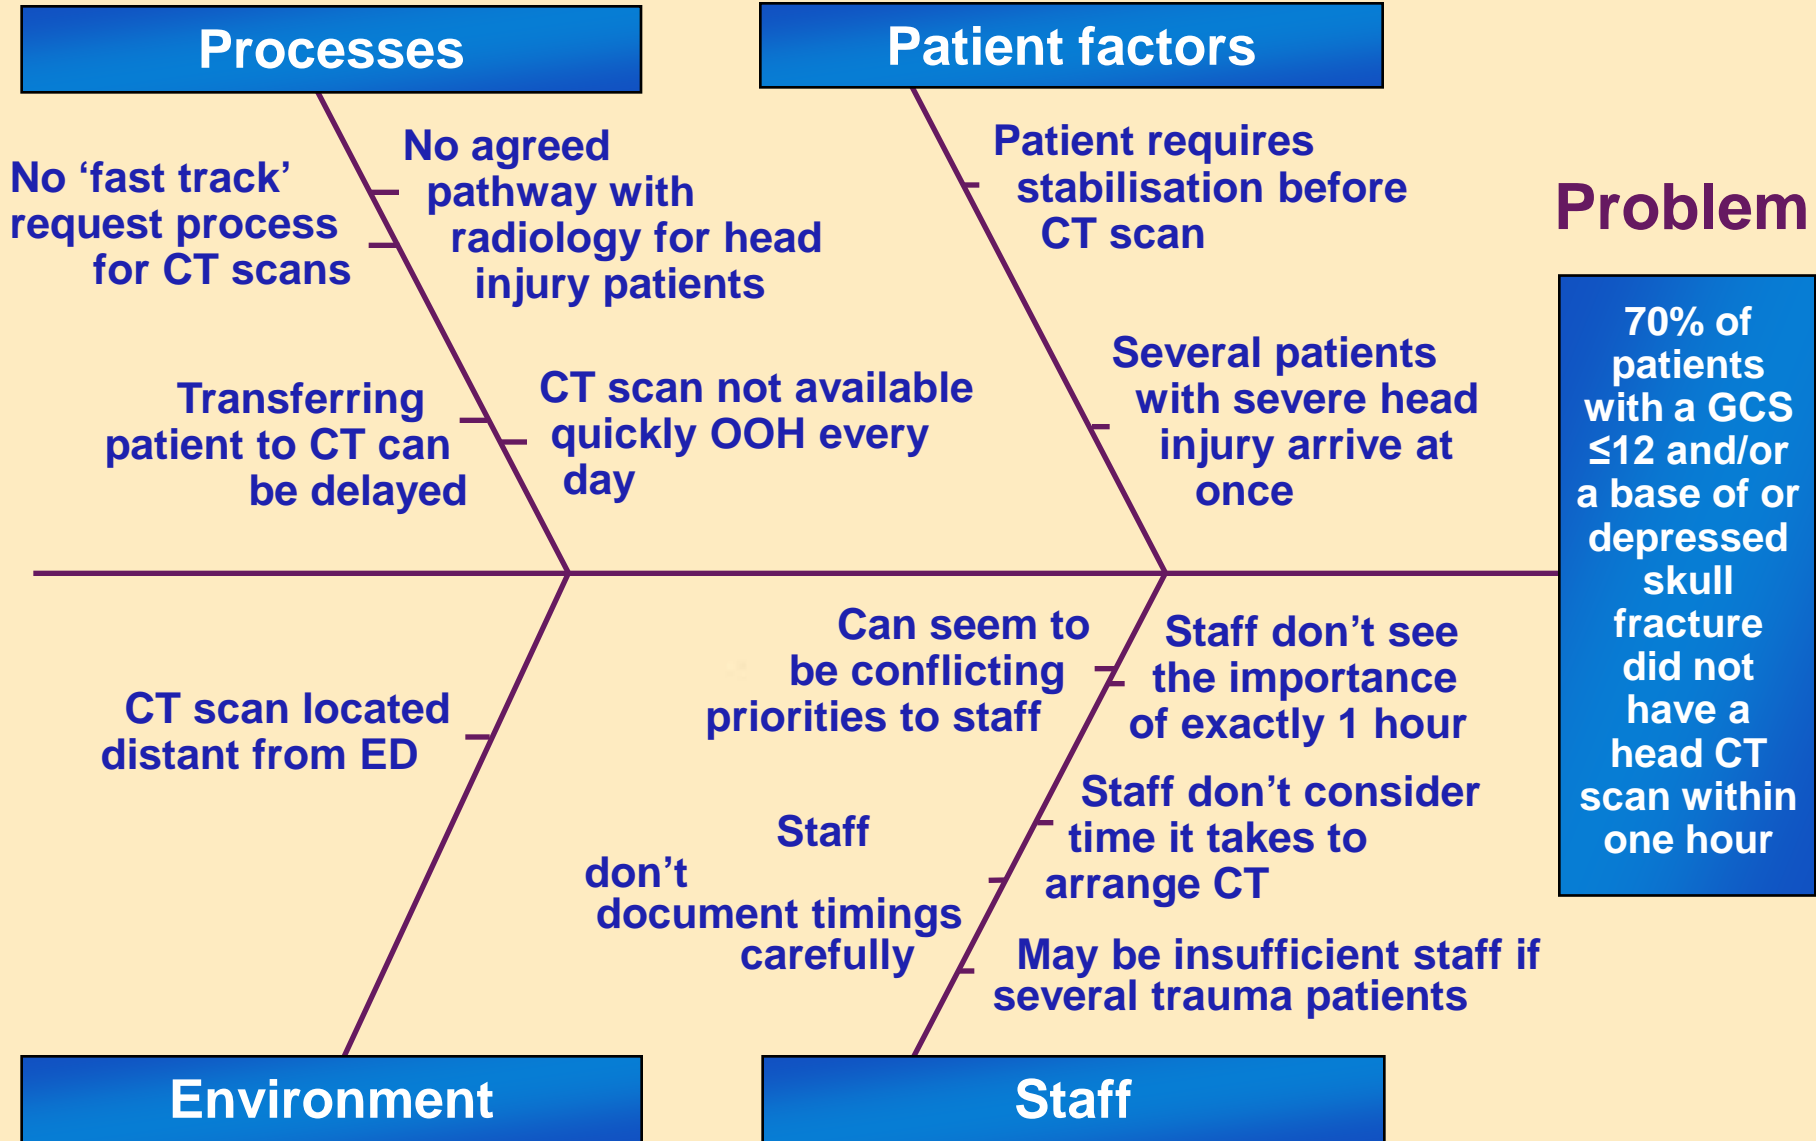 Processes
Patient factors
No ‘fast track’
request process
for CT scans
No agreed
pathway with
radiology for head
injury patients
Transferring
patient to CT can
be delayed
CT scan not available
quickly OOH every
day
Patient requires
stabilisation before
CT scan
Several patients
with severe head
injury arrive at
once
Problem
70% of
patients
with a GCS
≤12 and/or
a base of or
depressed
skull
fracture
did not
have a
head CT
scan within
one hour
CT scan located
distant from ED
Can seem to
be conflicting
priorities to staff
Staff don’t see
the importance
of exactly 1 hour
Staff
don’t
document timings
carefully
Staff don’t consider
time it takes to
arrange CT
May be insufficient staff if
several trauma patients
Environment
Staff